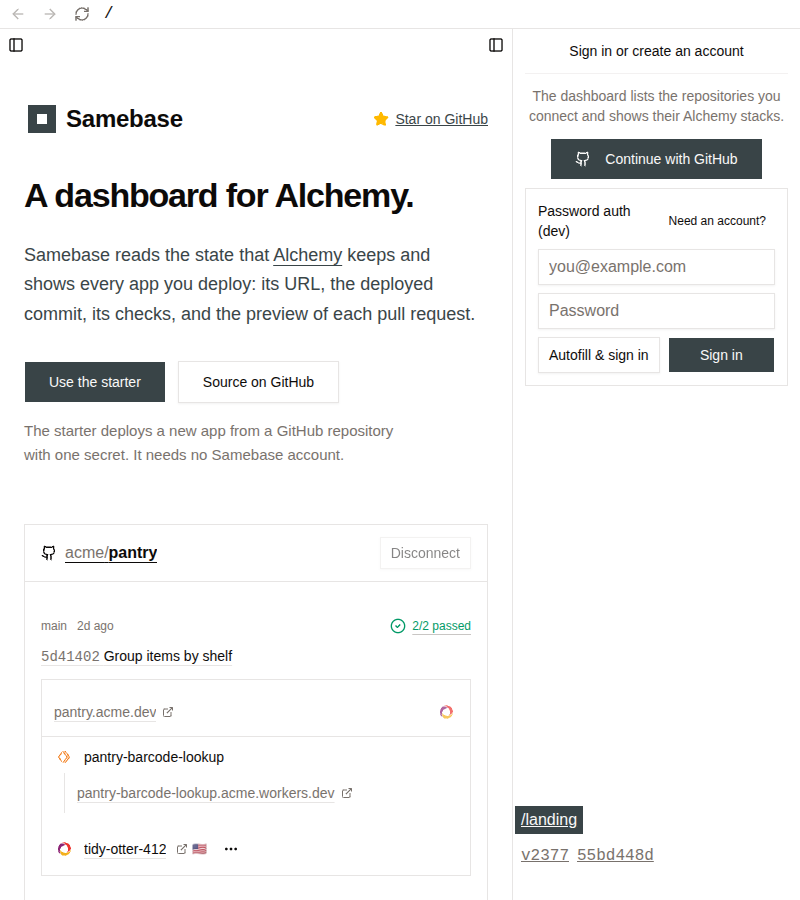 /
Samebase
Star on GitHub
A dashboard for Alchemy.
Samebase reads the state that Alchemy keeps and
shows every app you deploy: its URL, the deployed
commit, its checks, and the preview of each pull request.
Use the starter
Source on GitHub
The starter deploys a new app from a GitHub repository
with one secret. It needs no Samebase account.
acme/pantry
Disconnect
main 2d ago
2/2 passed
5d41402 Group items by shelf
pantry.acme.dev
pantry-barcode-lookup
pantry-barcode-lookup.acme.workers.dev
tidy-otter-412
Sign in or create an account
The dashboard lists the repositories you
connect and shows their Alchemy stacks.
Continue with GitHub
Password auth
(dev)
Need an account?
you@example.com
Password
Autofill & sign in
Sign in
/landing
v2377 55bd448d